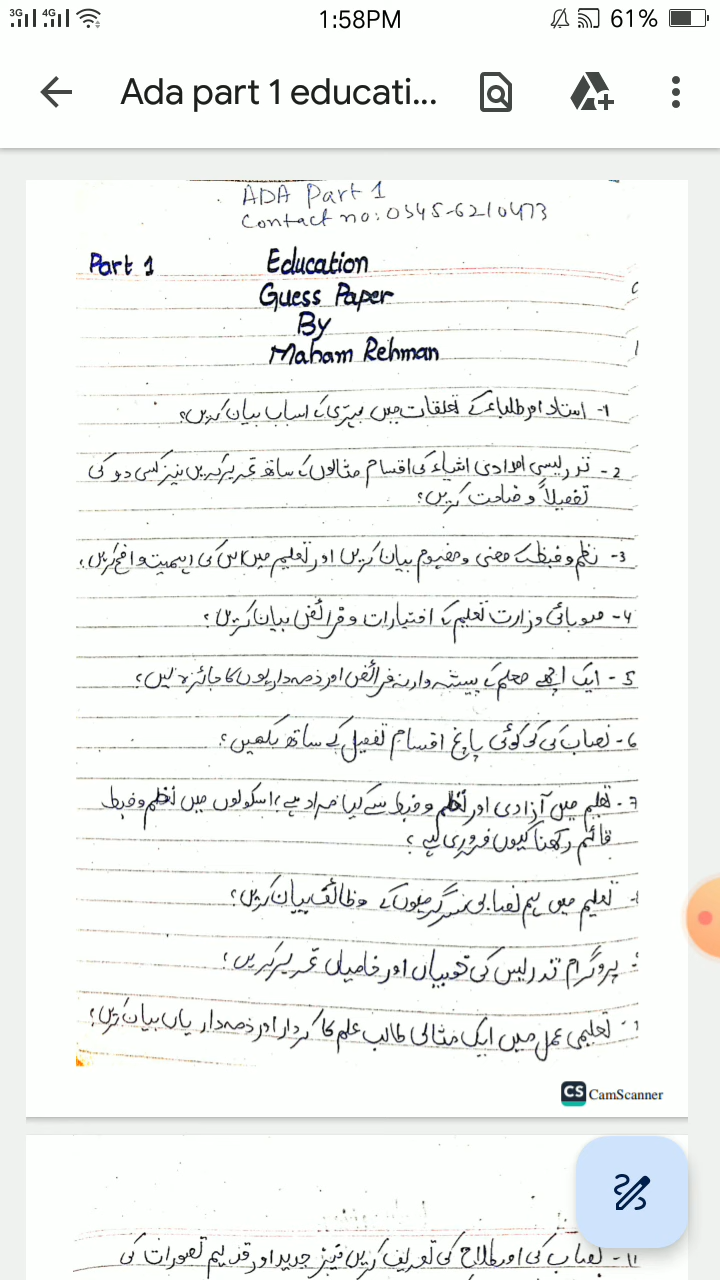 3G 4G 1:58PM 61%
Ada part 1 educati...
ADA Part 1
Contact no: 0345-6210473
Part 1 Education
Guess Paper
By
Maham Rehman
1- استاد اور طلباء کے تعلقات میں بہتری کے اسباب بیان کریں؟
2- تدریسی امدادی اشیاء کی اقسام مثالوں کے ساتھ تحریر کریں نیز کسی دو کی
تفصیلاً وضاحت کریں؟
3- نظم و ضبط کے معنی و مفہوم بیان کریں اور تعلیم میں اس کی اہمیت واضح کریں؟
4- صوبائی وزارت تعلیم کے اختیارات و فرائض بیان کریں؟
5- ایک اچھے معلم کے پیشہ وارنہ فرائض اور ذمہ داریوں کا جائزہ لیں؟
6- نصاب کی کوئی پانچ اقسام تفصیل کے ساتھ لکھیں؟
7- تعلیم میں آزادی اور نظم و ضبط سے کیا مراد ہے؟ اسکولوں میں نظم و ضبط
قائم رکھنا کیوں ضروری ہے؟
تعلیم میں ہم نصابی سرگرمیوں کے وظائف بیان کریں؟
پروگرام تدریس کی خوبیاں اور خامیاں تحریر کریں؟
تعلیمی عمل میں ایک مثالی طالب علم کا کردار اور ذمہ داریاں بیان کریں؟
CS CamScanner
11- نصاب کی اصطلاح کی تعریف کریں نیز جدید اور قدیم تصورات کی